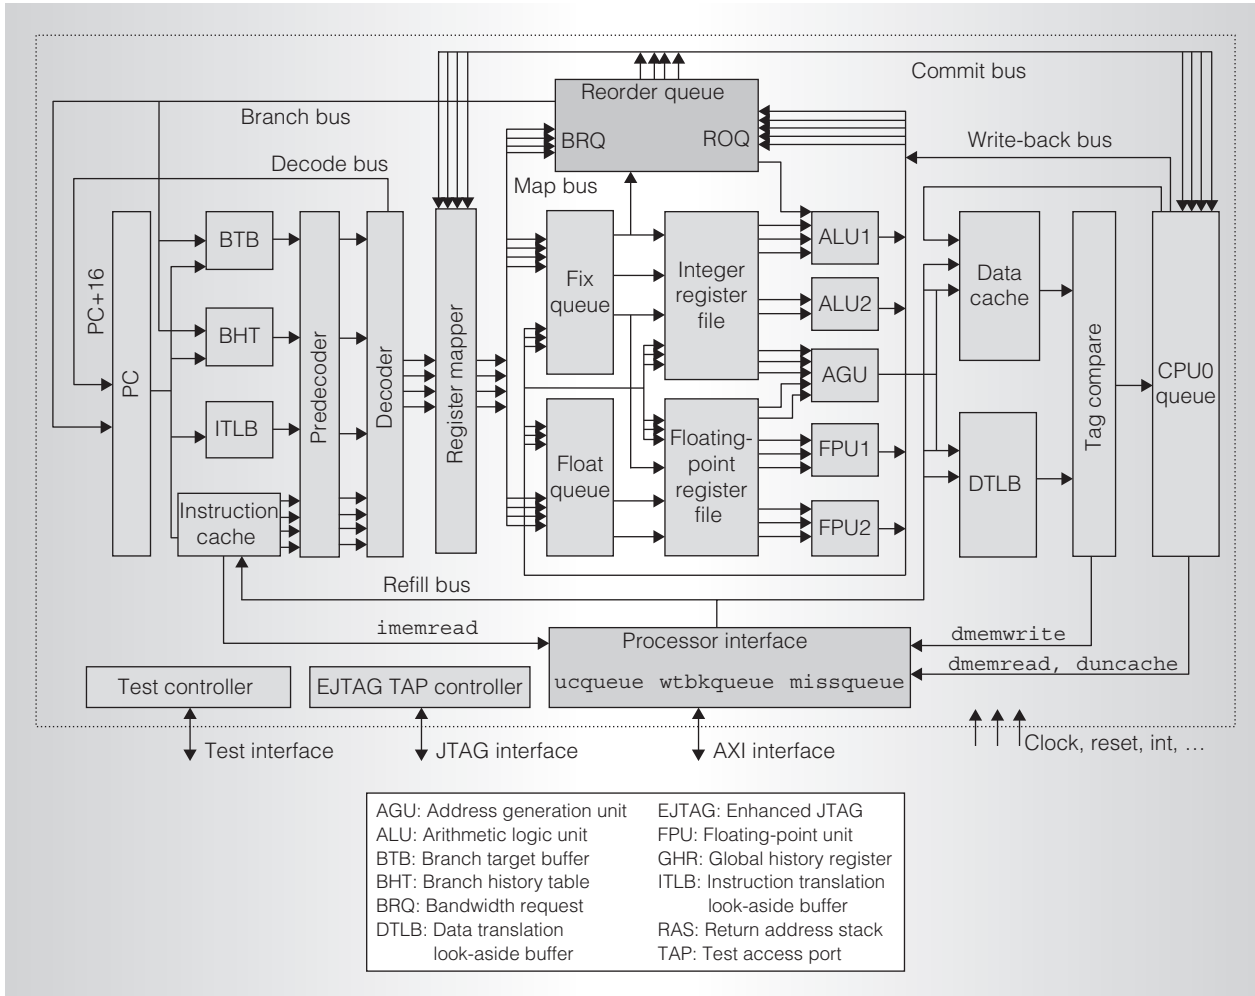 Commit bus
Reorder queue
Branch bus
BRQ
ROQ
Write-back bus
Decode bus
Map bus
PC+16
PC
BTB
BHT
ITLB
Instruction
cache
Predecoder
Decoder
Register mapper
Fix
queue
Float
queue
Integer
register
file
Floating-
point
register
file
ALU1
ALU2
AGU
FPU1
FPU2
Data
cache
DTLB
Tag compare
CPU0
queue
Refill bus
imemread
Processor interface
ucqueue wtbkqueue missqueue
dmemwrite
dmemread, duncache
Test controller
EJTAG TAP controller
Test interface
JTAG interface
AXI interface
Clock, reset, int, …
AGU: Address generation unit
ALU: Arithmetic logic unit
BTB: Branch target buffer
BHT: Branch history table
BRQ: Bandwidth request
DTLB: Data translation
look-aside buffer
EJTAG: Enhanced JTAG
FPU: Floating-point unit
GHR: Global history register
ITLB: Instruction translation
look-aside buffer
RAS: Return address stack
TAP: Test access port